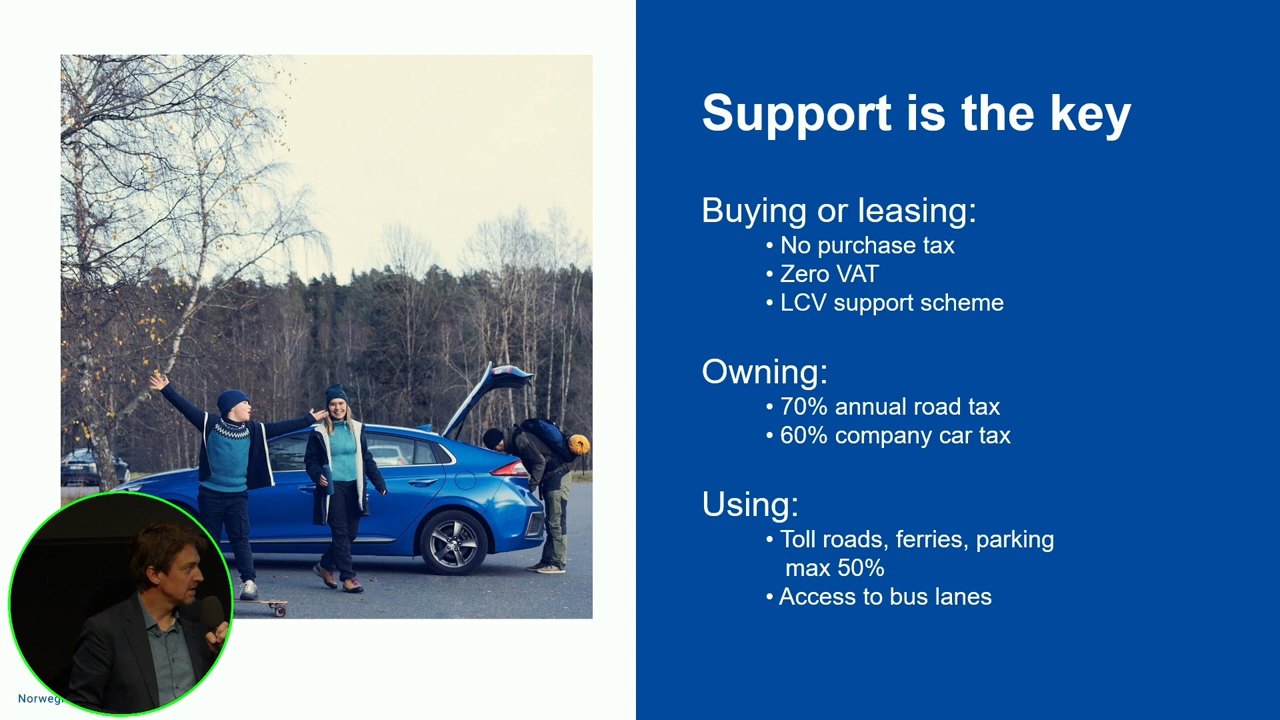 Support is the key
Buying or leasing:
• No purchase tax
• Zero VAT
• LCV support scheme
Owning:
• 70% annual road tax
• 60% company car tax
Using:
• Toll roads, ferries, parking
max 50%
• Access to bus lanes